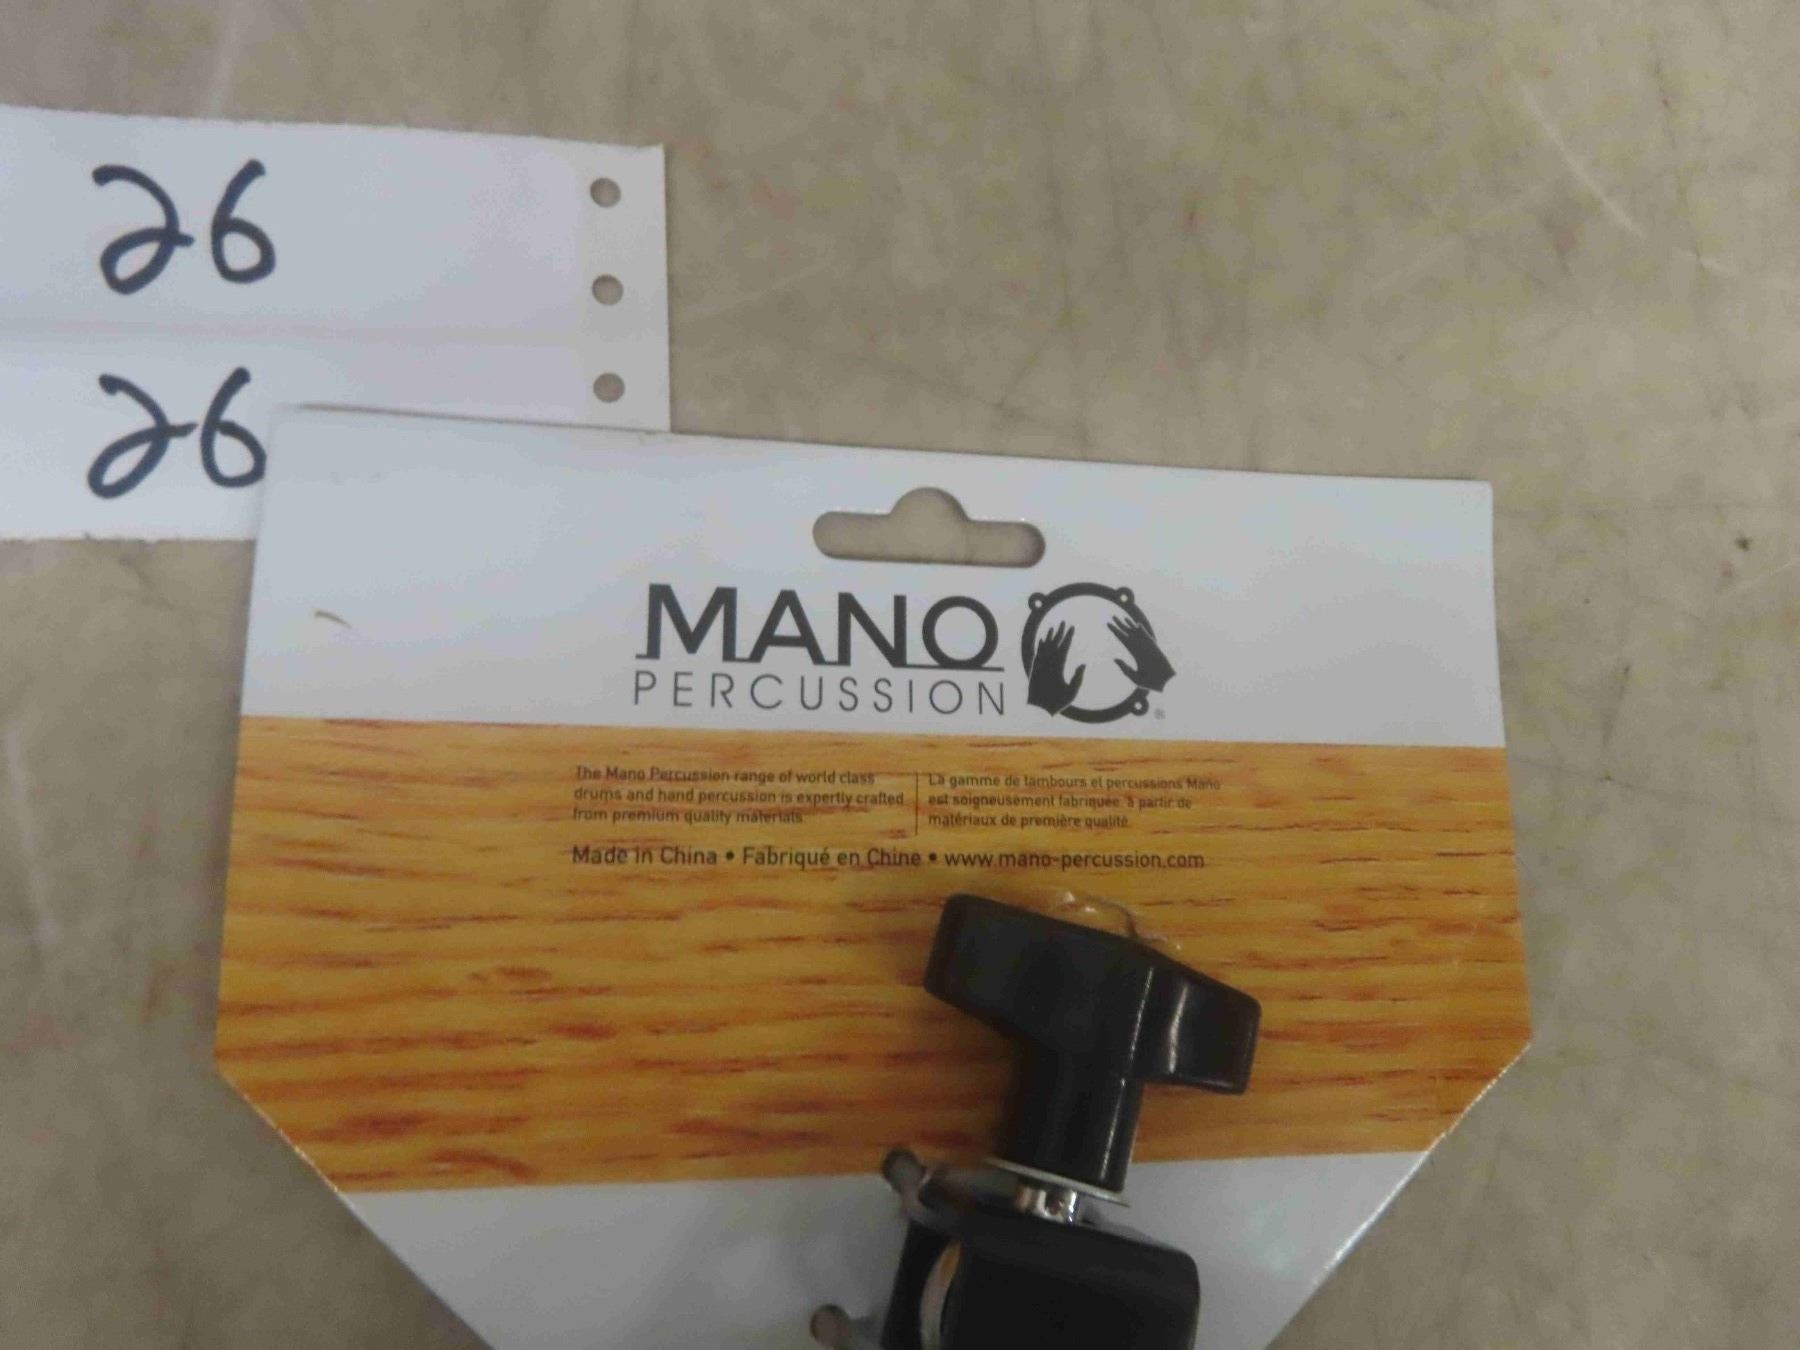 26
26
MANO
PERCUSSION
®
The Mano Percussion range of world class
drums and hand percussion is expertly crafted
from premium quality materials.
La gamme de tambours et percussions Mano
est soigneusement fabriquée à partir de
matériaux de première qualité.
Made in China • Fabriqué en Chine • www.mano-percussion.com